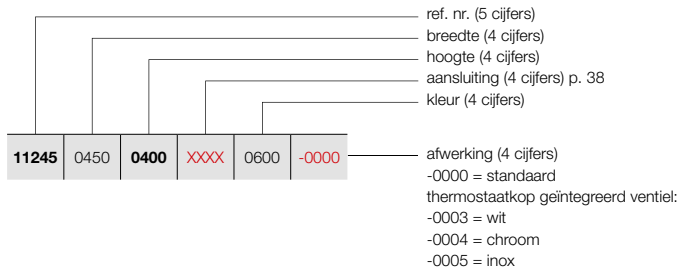 ref. nr. (5 cijfers)
breedte (4 cijfers)
hoogte (4 cijfers)
aansluiting (4 cijfers) p. 38
kleur (4 cijfers)
11245 0450 0400 XXXX 0600 -0000
afwerking (4 cijfers)
-0000 = standaard
thermostaatkop geïntegreerd ventiel:
-0003 = wit
-0004 = chroom
-0005 = inox